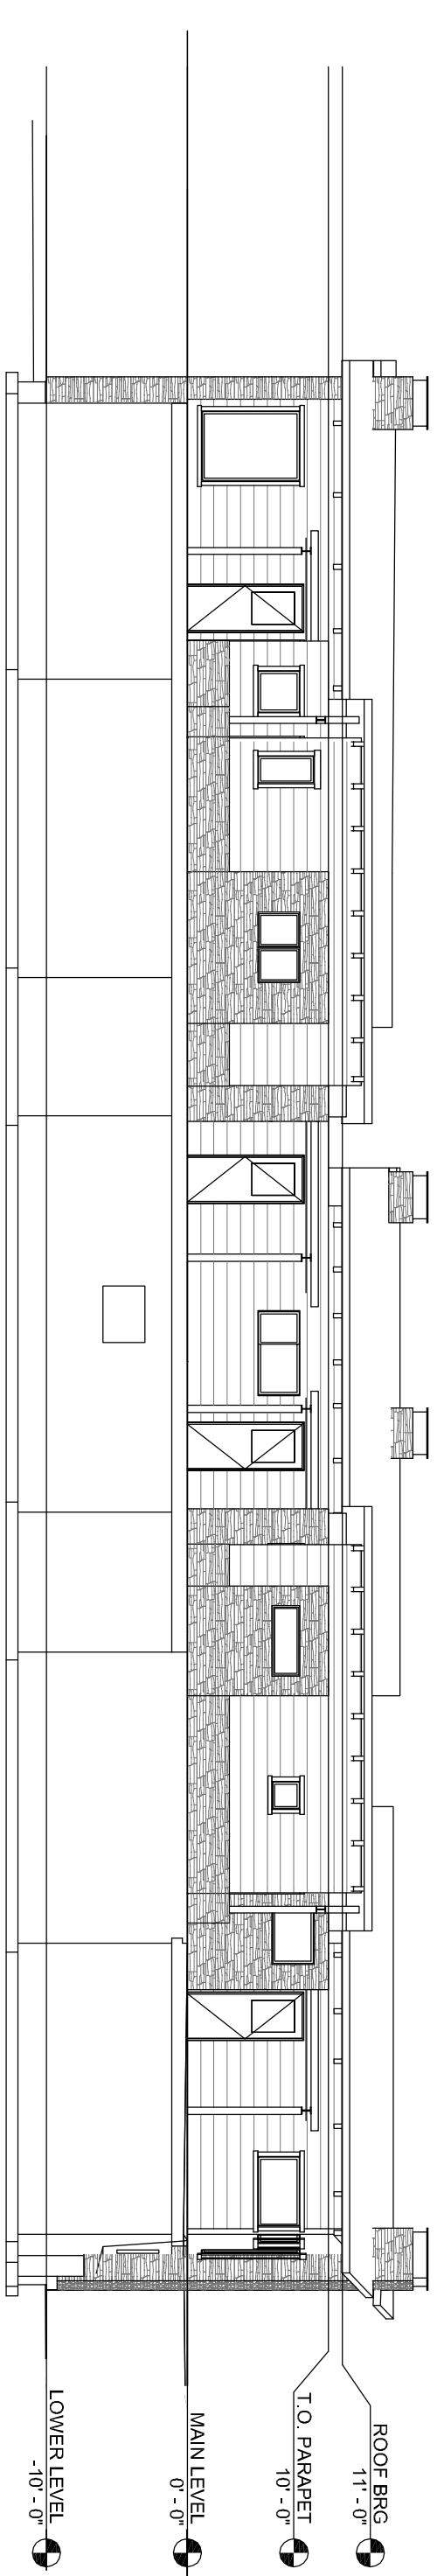 ROOF BRG
11' - 0"
T.O. PARAPET
10' - 0"
MAIN LEVEL
0' - 0"
LOWER LEVEL
-10' - 0"